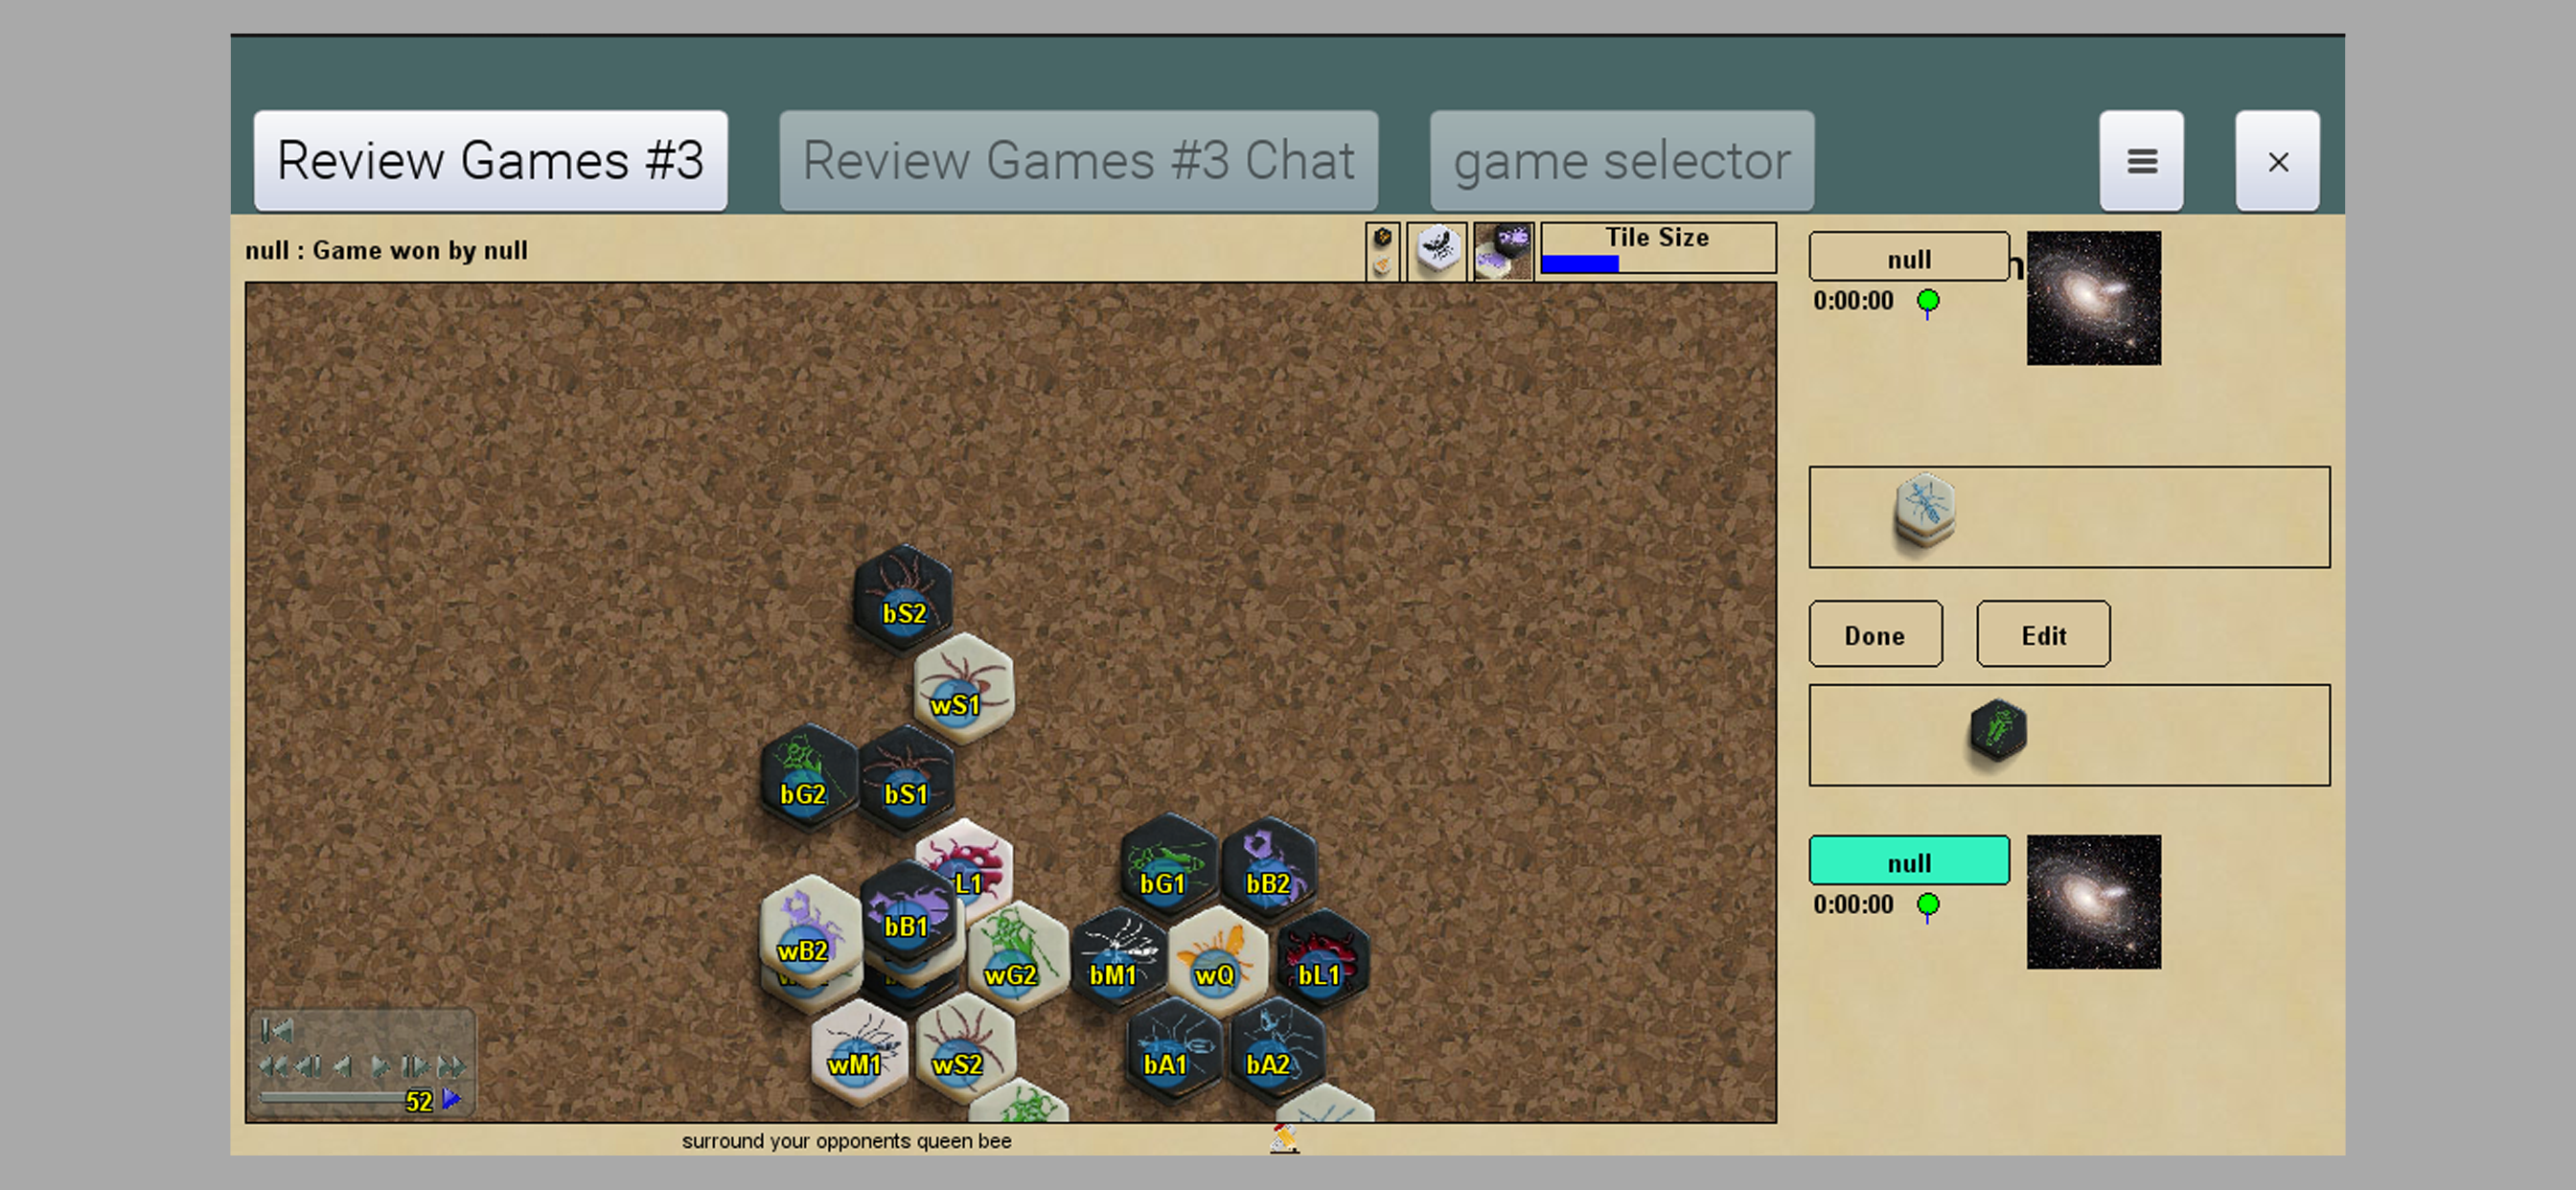 Review Games #3
Review Games #3 Chat
game selector
null : Game won by null
Tile Size
null
0:00:00
Done
Edit
null
0:00:00
bS2
wS1
bG2
bS1
L1
bG1
bB2
wB2
bB1
wG2
bM1
wQ
bL1
wM1
wS2
bA1
bA2
52
surround your opponents queen bee